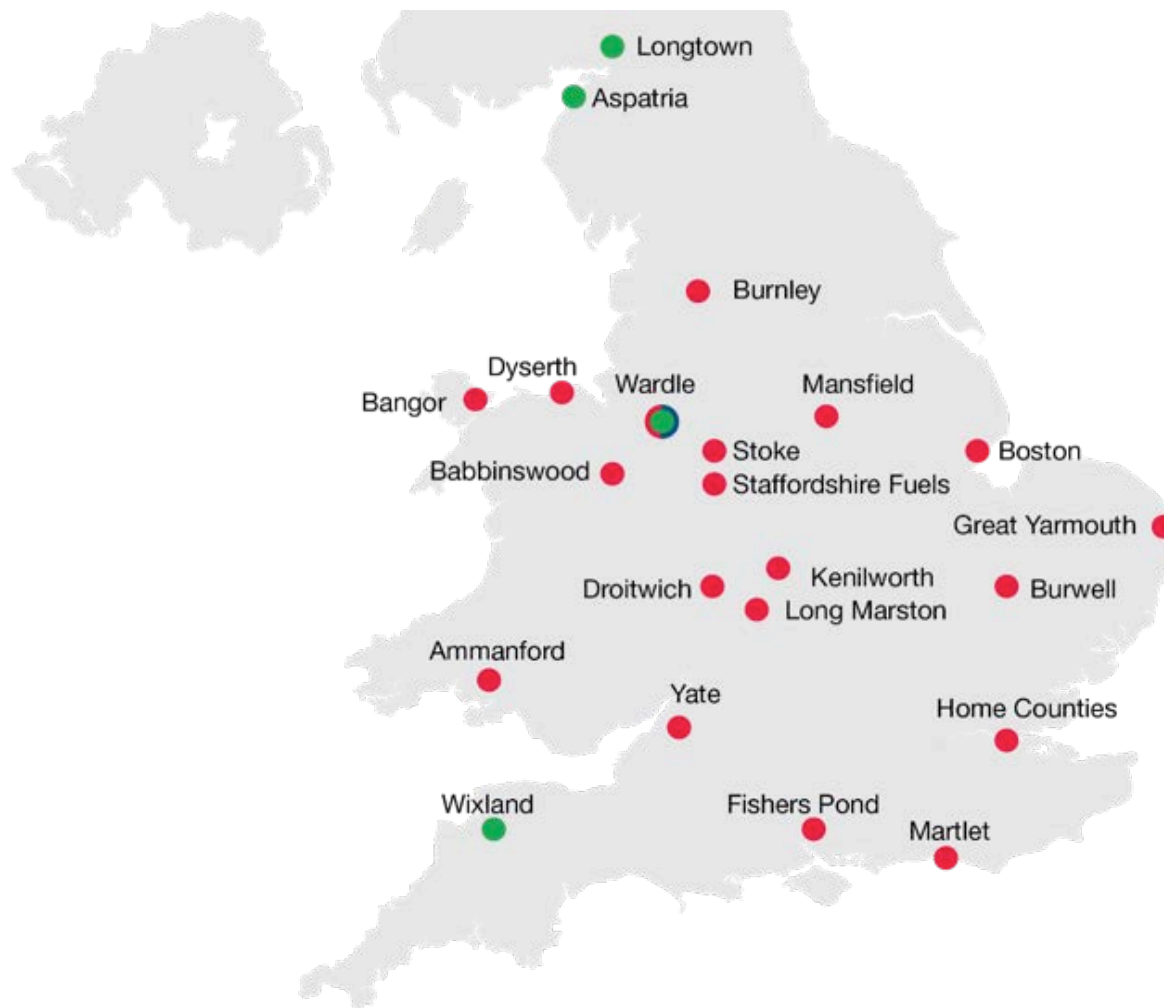 Longtown
Aspatria
Burnley
Dyserth
Wardle
Mansfield
Bangor
Stoke
Boston
Babbinswood
Staffordshire Fuels
Great Yarmouth
Kenilworth
Droitwich
Burwell
Long Marston
Ammanford
Yate
Home Counties
Wixland
Fishers Pond
Martlet